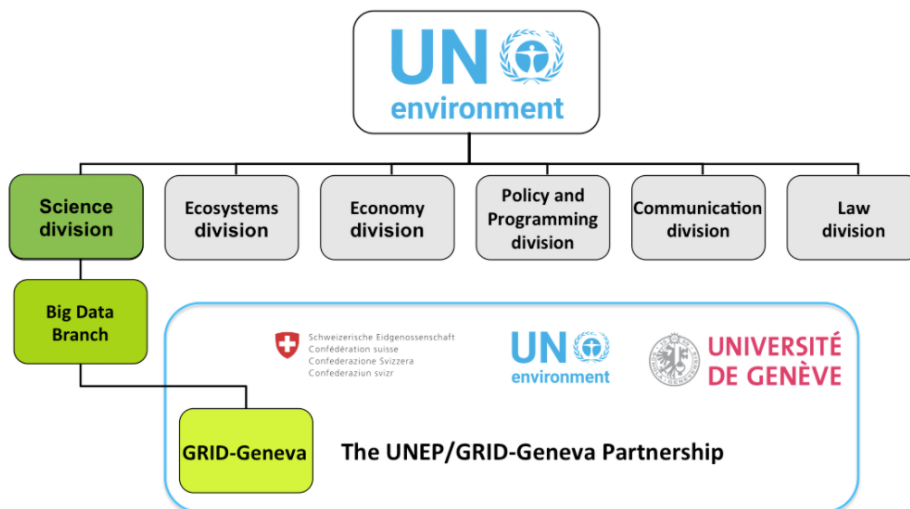 UN
environment
Science
division
Ecosystems
division
Economy
division
Policy and
Programming
division
Communication
division
Law
division
Big Data
Branch
Schweizerische Eidgenossenschaft
Confédération suisse
Confederazione Svizzera
Confederaziun svizr
UN
environment
UNIVERSITÉ
DE GENÈVE
GRID-Geneva
The UNEP/GRID-Geneva Partnership